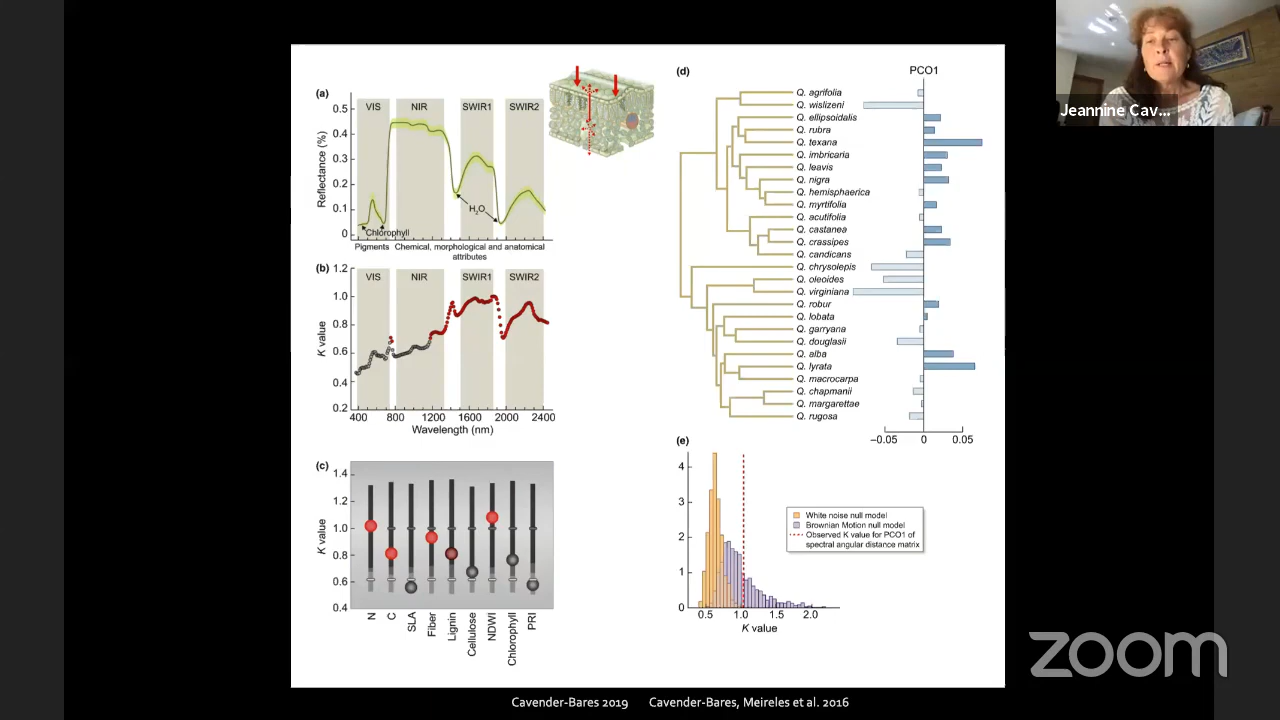 (a)
VIS NIR SWIR1 SWIR2
0.5
0.4
0.3
0.2
0.1
0
Reflectance (%)
H2O
Chlorophyll
Pigments Chemical, morphological and anatomical
attributes
(b)
VIS NIR SWIR1 SWIR2
1.2
1.0
0.8
0.6
0.4
0.2
K value
400 800 1200 1600 2000 2400
Wavelength (nm)
(c)
1.4
1.2
1.0
0.8
0.6
0.4
K value
N
C
SLA
Fiber
Lignin
Cellulose
NDWI
Chlorophyll
PRI
(d)
PCO1
Q. agrifolia
Q. wislizeni
Q. ellipsoidalis
Q. rubra
Q. texana
Q. imbricaria
Q. leavis
Q. nigra
Q. hemisphaerica
Q. myrtifolia
Q. acutifolia
Q. castanea
Q. crassipes
Q. candicans
Q. chrysolepis
Q. oleoides
Q. virginiana
Q. robur
Q. lobata
Q. garryana
Q. douglasii
Q. alba
Q. lyrata
Q. macrocarpa
Q. chapmanii
Q. margarettae
Q. rugosa
−0.05 0 0.05
(e)
4
3
2
1
0
0.5 1.0 1.5 2.0
K value
White noise null model
Brownian Motion null model
Observed K value for PCO1 of
spectral angular distance matrix
Jeannine Cav...
zoom
Cavender-Bares 2019 Cavender-Bares, Meireles et al. 2016